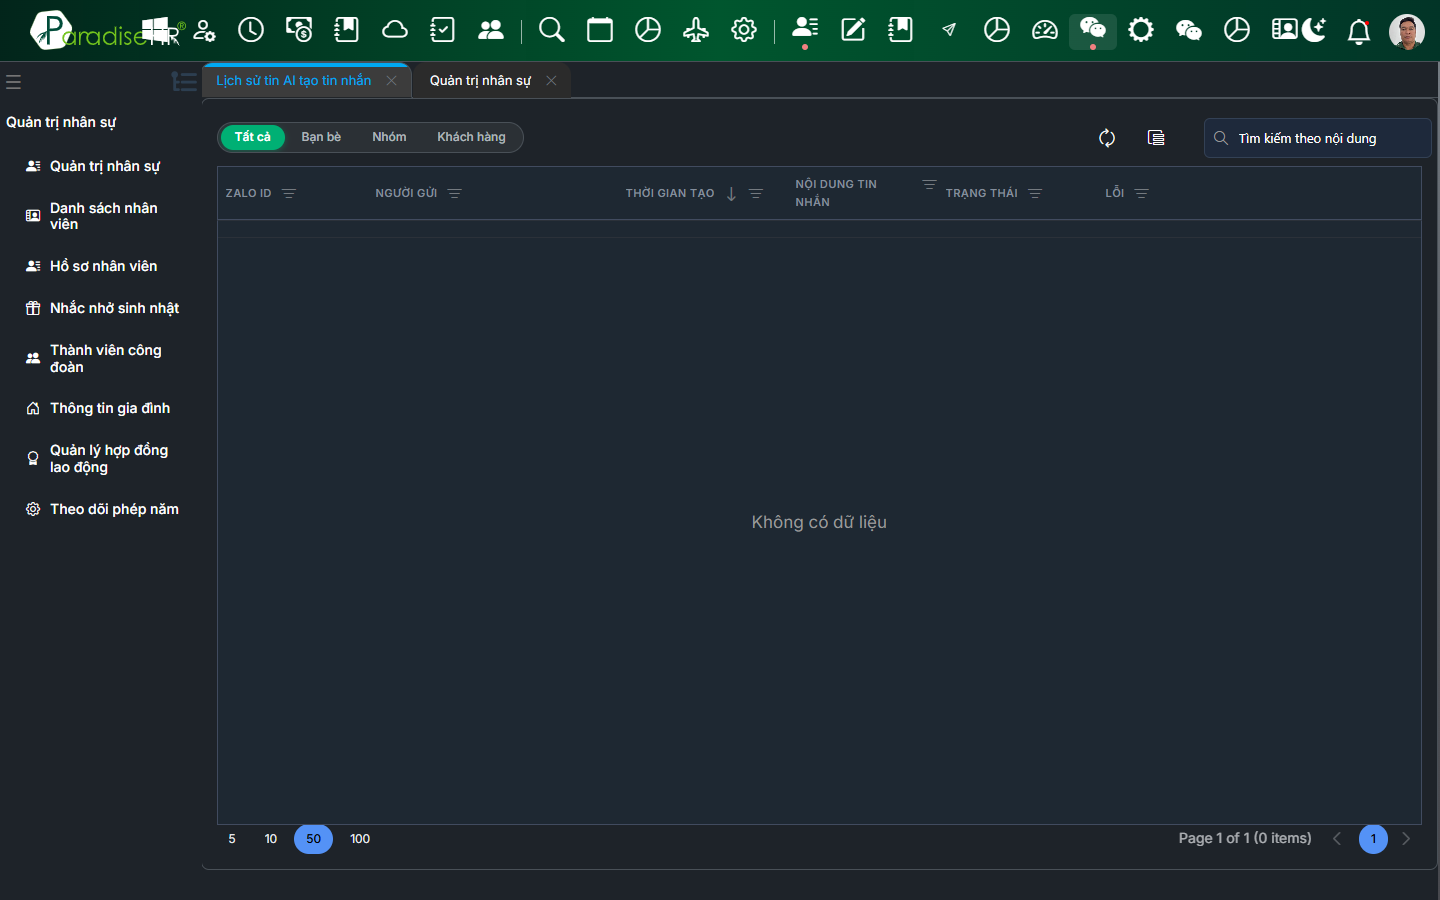 ParadiseHR®
Lịch sử tin AI tạo tin nhắn
Quản trị nhân sự
Quản trị nhân sự
Quản trị nhân sự
Danh sách nhân
viên
Hồ sơ nhân viên
Nhắc nhở sinh nhật
Thành viên công
đoàn
Thông tin gia đình
Quản lý hợp đồng
lao động
Theo dõi phép năm
Tất cả
Bạn bè
Nhóm
Khách hàng
Tìm kiếm theo nội dung
ZALO ID
NGƯỜI GỬI
THỜI GIAN TẠO
NỘI DUNG TIN
NHẮN
TRẠNG THÁI
LỖI
Không có dữ liệu
5
10
50
100
Page 1 of 1 (0 items)
1